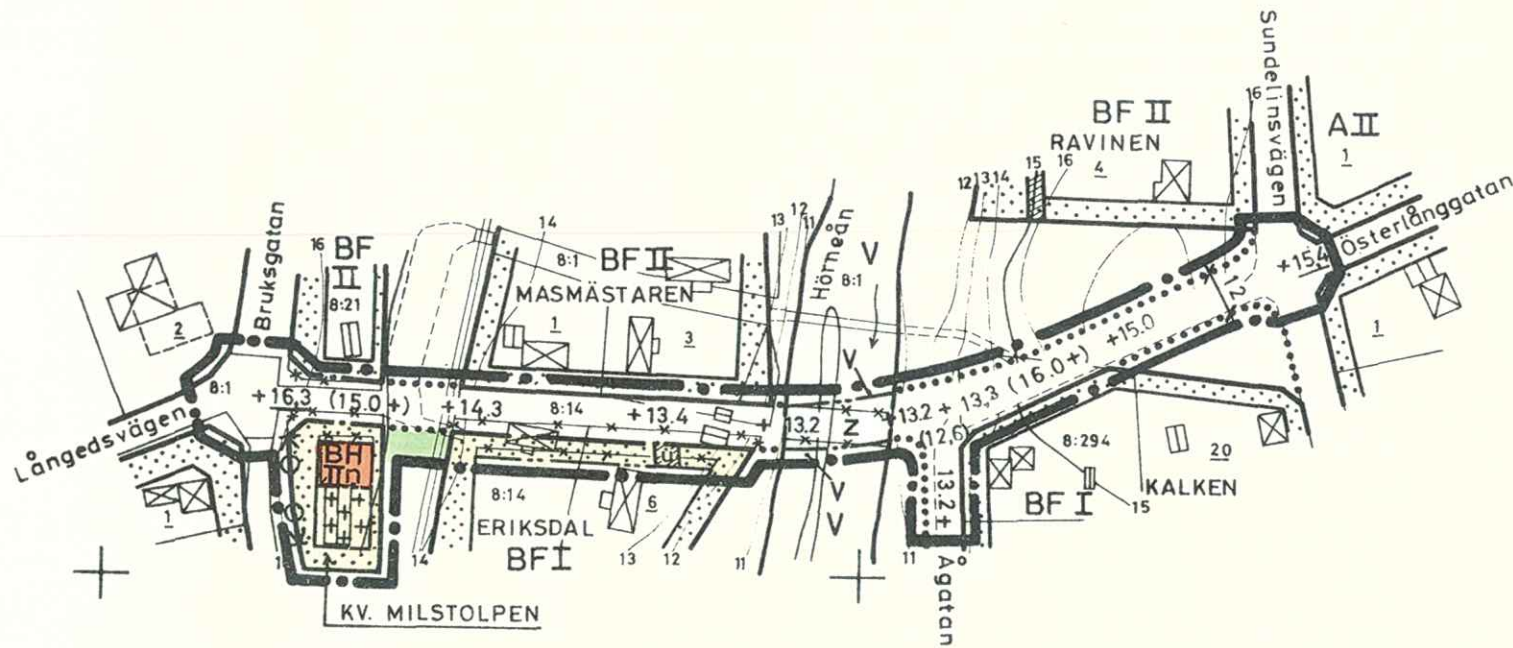 Sundelinsvägen
16
BF II
RAVINEN
4
A II
1
15
16
12 13 14
Österlånggatan
+15.4
12
1
Bruksgatan
16
BF
II
8:21
14
8:1
BF II
MASMÄSTAREN
1
3
13
12
11
Hörneån
V
8:1
2
8:1
Långedsvägen
1
+16.3
(15.0+)
+14.3
8:14
+13.4
+
13.2
V
Z
13.2
+
13,3
(16.0+)
+15.0
(12,6)
13.2±
BH
IIn
ü
8:14
6
ERIKSDAL
BF I
14
13
12
11
V
V
11
Ågatan
8:294
BF I
15
KALKEN
20
KV. MILSTOLPEN